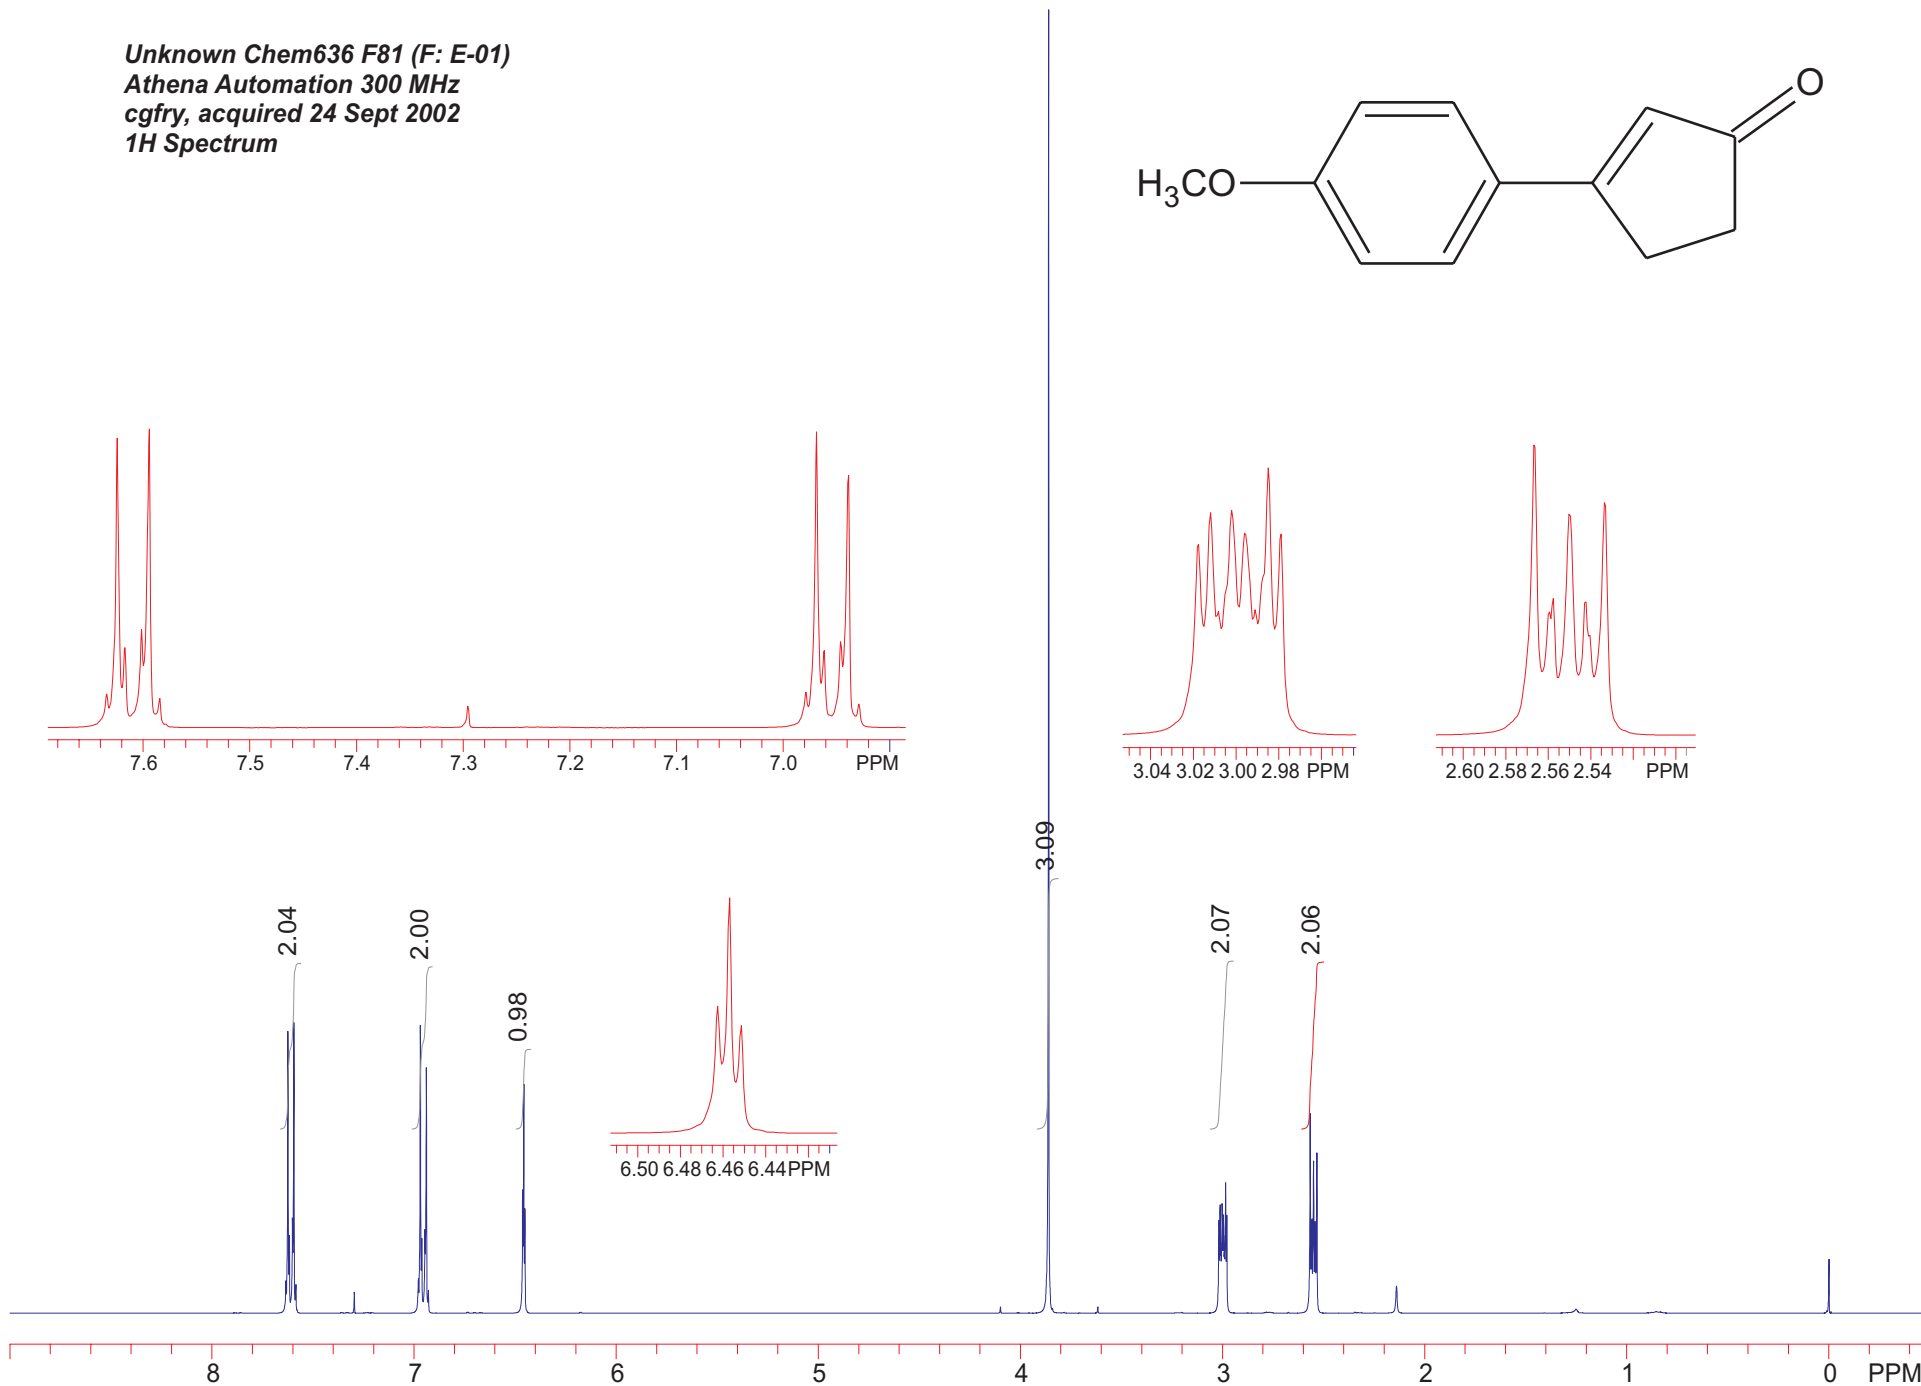 Unknown Chem636 F81 (F: E-01)
Athena Automation 300 MHz
cgfry, acquired 24 Sept 2002
1H Spectrum
O
H3CO
7.6 7.5 7.4 7.3 7.2 7.1 7.0 PPM
3.04 3.02 3.00 2.98 PPM
2.60 2.58 2.56 2.54 PPM
2.04
2.00
0.98
3.09
2.07
2.06
6.50 6.48 6.46 6.44 PPM
8 7 6 5 4 3 2 1 0 PPM